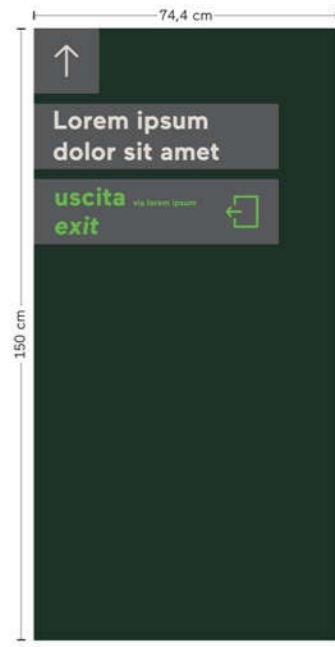 74,4 cm
Lorem ipsum
dolor sit amet
uscita via lorem ipsum
exit
150 cm